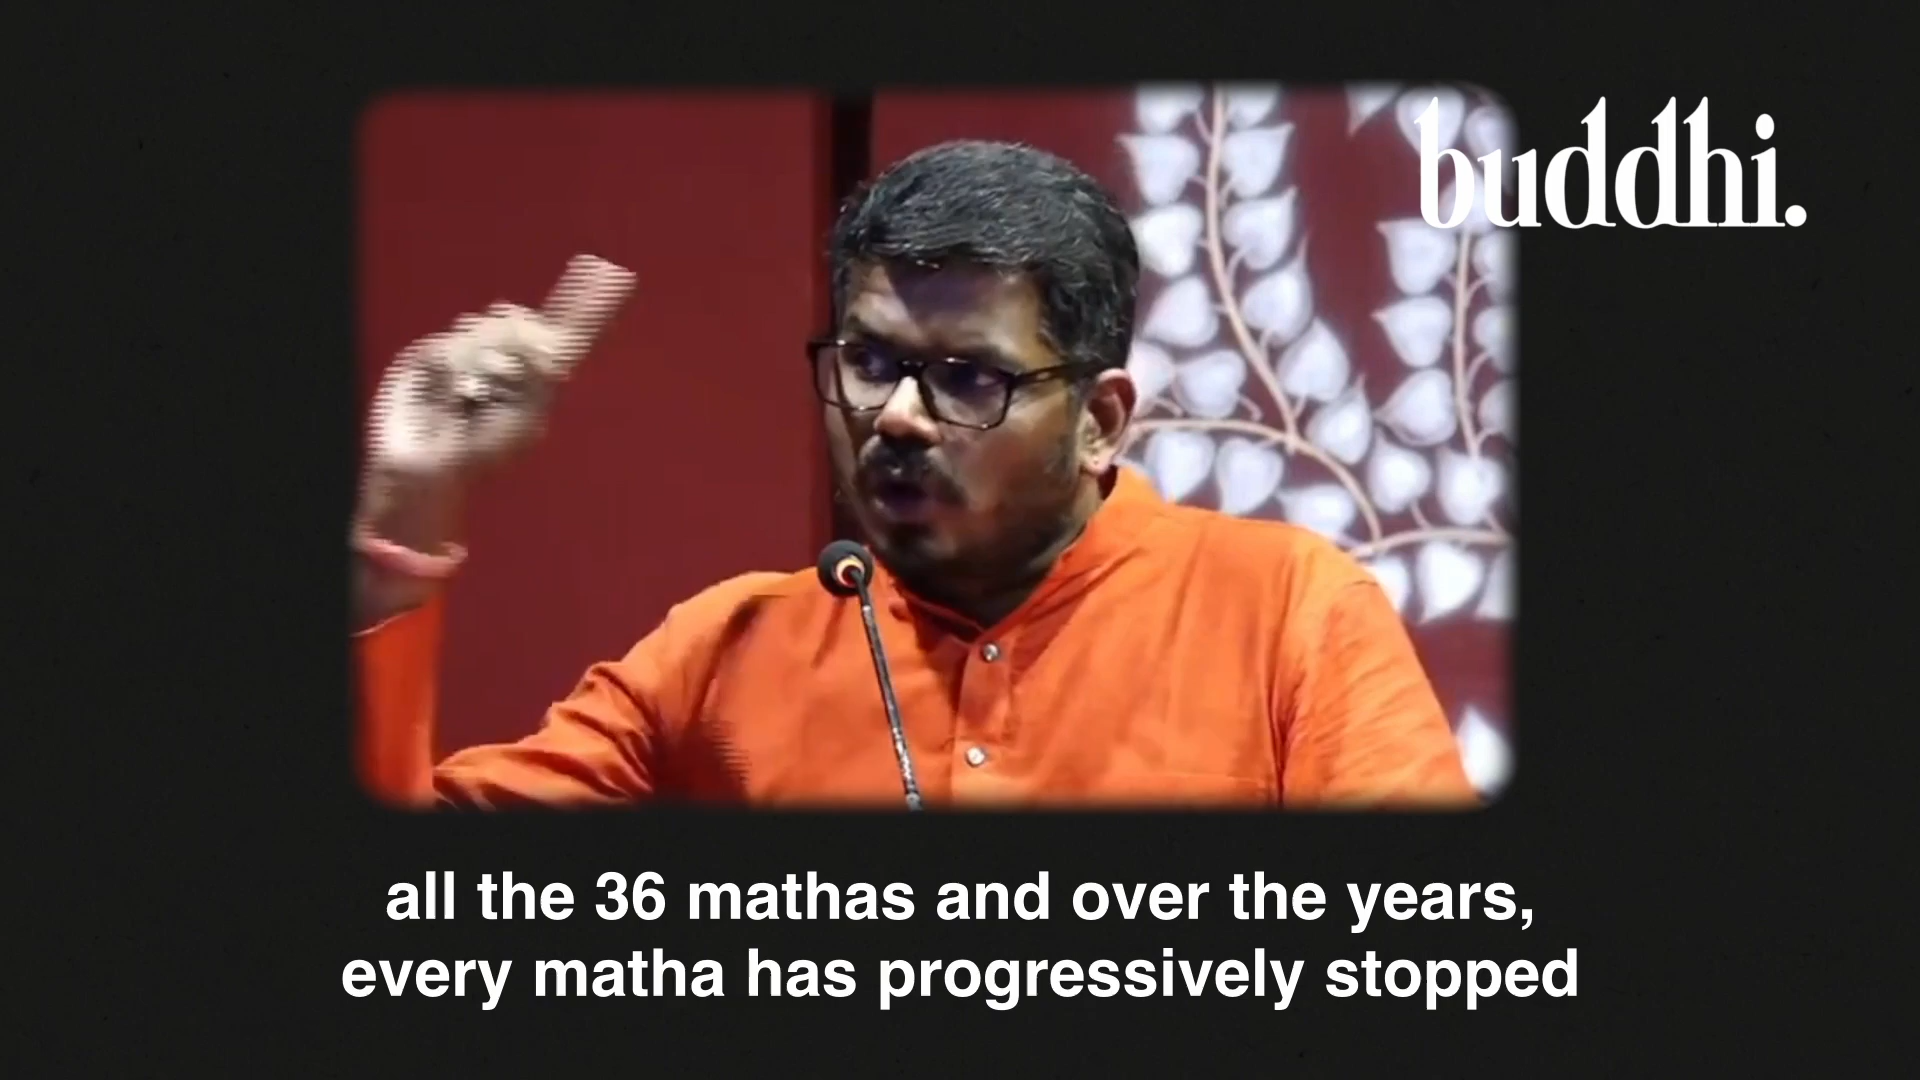 buddhi.
all the 36 mathas and over the years,
every matha has progressively stopped